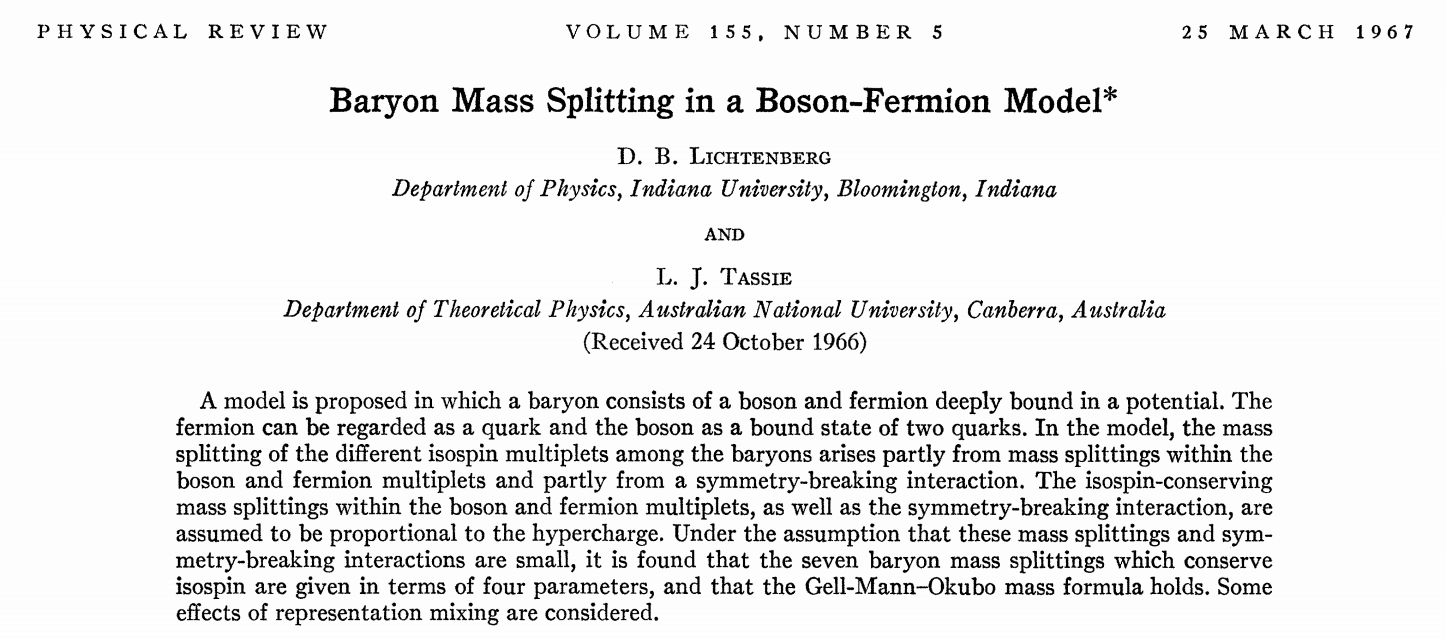 PHYSICAL REVIEW VOLUME 155, NUMBER 5 25 MARCH 1967
Baryon Mass Splitting in a Boson-Fermion Model*
D. B. LICHTENBERG
Department of Physics, Indiana University, Bloomington, Indiana
AND
L. J. TASSIE
Department of Theoretical Physics, Australian National University, Canberra, Australia
(Received 24 October 1966)
A model is proposed in which a baryon consists of a boson and fermion deeply bound in a potential. The
fermion can be regarded as a quark and the boson as a bound state of two quarks. In the model, the mass
splitting of the different isospin multiplets among the baryons arises partly from mass splittings within the
boson and fermion multiplets and partly from a symmetry-breaking interaction. The isospin-conserving
mass splittings within the boson and fermion multiplets, as well as the symmetry-breaking interaction, are
assumed to be proportional to the hypercharge. Under the assumption that these mass splittings and sym-
metry-breaking interactions are small, it is found that the seven baryon mass splittings which conserve
isospin are given in terms of four parameters, and that the Gell-Mann–Okubo mass formula holds. Some
effects of representation mixing are considered.